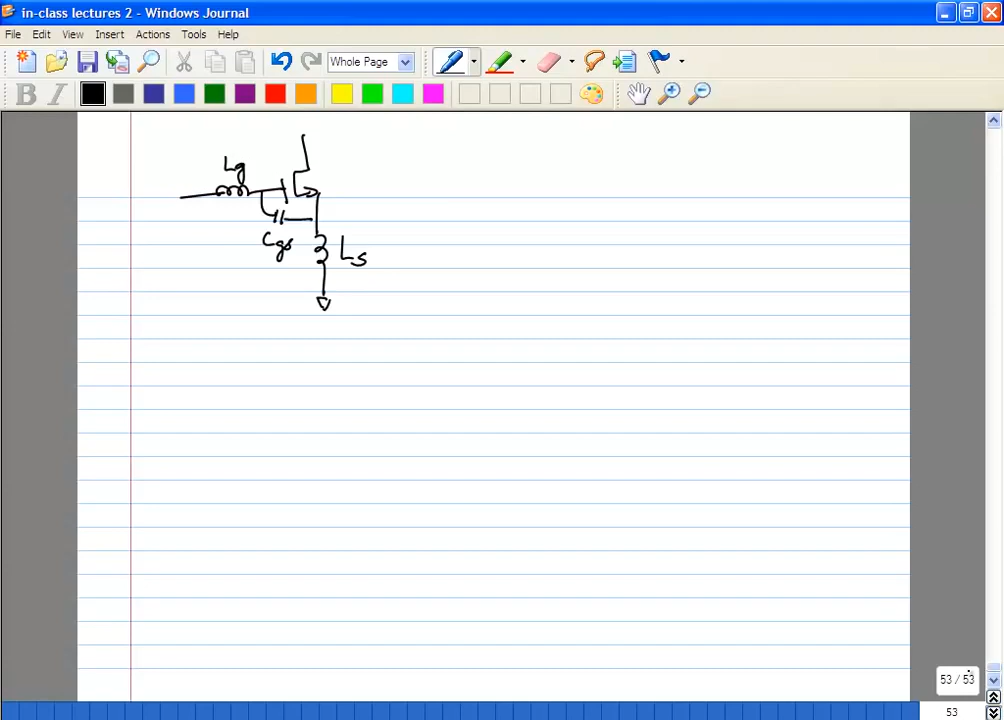 in-class lectures 2 - Windows Journal
File Edit View Insert Actions Tools Help
Whole Page
B I
Lg
Cgs
Ls
53 / 53
53